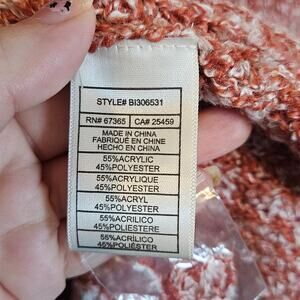 STYLE# BI306531
RN# 67365 CA# 25459
MADE IN CHINA
FABRIQUÉ EN CHINE
HECHO EN CHINA
55%ACRYLIC
45%POLYESTER
55%ACRYLIQUE
45%POLYESTER
55%ACRYL
45%POLYESTER
55%ACRILICO
45%POLIESTERE
55%ACRILICO
45%POLIÉSTER